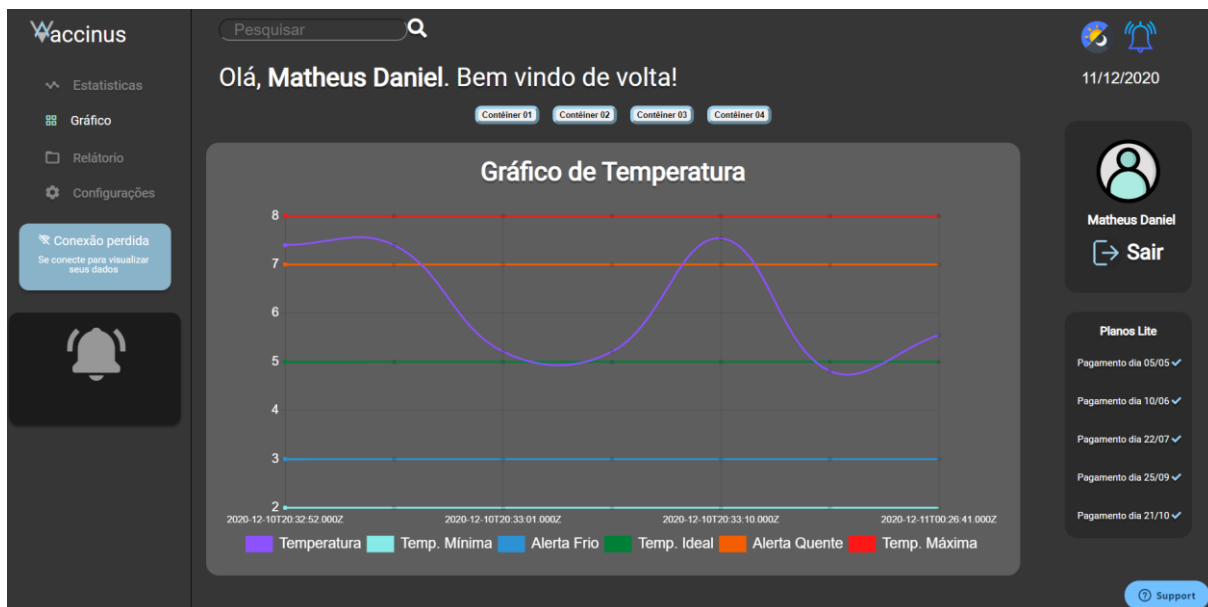 Waccinus
Estatisticas
Gráfico
Relátorio
Configurações
Conexão perdida
Se conecte para visualizar
seus dados
Pesquisar
Olá, Matheus Daniel. Bem vindo de volta!
Contêiner 01 Contêiner 02 Contêiner 03 Contêiner 04
Gráfico de Temperatura
8
7
6
5
4
3
2
2020-12-10T20:32:52.000Z 2020-12-10T20:33:01.000Z 2020-12-10T20:33:10.000Z 2020-12-11T00:26:41.000Z
Temperatura Temp. Mínima Alerta Frio Temp. Ideal Alerta Quente Temp. Máxima
11/12/2020
Matheus Daniel
Sair
Planos Lite
Pagamento dia 05/05
Pagamento dia 10/06
Pagamento dia 22/07
Pagamento dia 25/09
Pagamento dia 21/10
Support